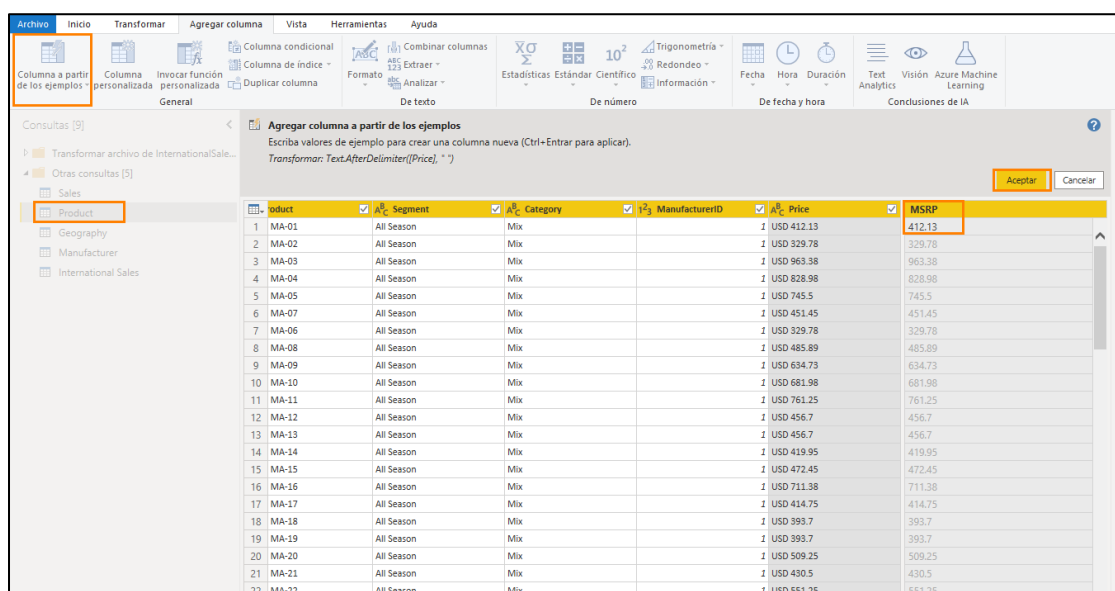 Archivo Inicio Transformar Agregar columna Vista Herramientas Ayuda
Columna a partir de los ejemplos
Columna personalizada
Invocar función personalizada
Columna condicional
Columna de índice
Duplicar columna
General
Formato
Combinar columnas
Extraer
Analizar
De texto
Estadísticas
Estándar
10² Científico
Trigonometría
Redondeo
Información
De número
Fecha
Hora
Duración
De fecha y hora
Text Analytics
Visión
Azure Machine Learning
Conclusiones de IA
Consultas [9]
Transformar archivo de InternationalSale...
Otras consultas [5]
Sales
Product
Geography
Manufacturer
International Sales
Agregar columna a partir de los ejemplos
Escriba valores de ejemplo para crear una columna nueva (Ctrl+Entrar para aplicar).
Transformar: Text.AfterDelimiter([Price], " ")
Aceptar Cancelar
roduct Segment Category ManufacturerID Price MSRP
1 MA-01 All Season Mix 1 USD 412.13 412.13
2 MA-02 All Season Mix 1 USD 329.78 329.78
3 MA-03 All Season Mix 1 USD 963.38 963.38
4 MA-04 All Season Mix 1 USD 828.98 828.98
5 MA-05 All Season Mix 1 USD 745.5 745.5
6 MA-07 All Season Mix 1 USD 451.45 451.45
7 MA-06 All Season Mix 1 USD 329.78 329.78
8 MA-08 All Season Mix 1 USD 485.89 485.89
9 MA-09 All Season Mix 1 USD 634.73 634.73
10 MA-10 All Season Mix 1 USD 681.98 681.98
11 MA-11 All Season Mix 1 USD 761.25 761.25
12 MA-12 All Season Mix 1 USD 456.7 456.7
13 MA-13 All Season Mix 1 USD 456.7 456.7
14 MA-14 All Season Mix 1 USD 419.95 419.95
15 MA-15 All Season Mix 1 USD 472.45 472.45
16 MA-16 All Season Mix 1 USD 711.38 711.38
17 MA-17 All Season Mix 1 USD 414.75 414.75
18 MA-18 All Season Mix 1 USD 393.7 393.7
19 MA-19 All Season Mix 1 USD 393.7 393.7
20 MA-20 All Season Mix 1 USD 509.25 509.25
21 MA-21 All Season Mix 1 USD 430.5 430.5
22 MA-22 All Season Mix 1 USD 551.25 551.25